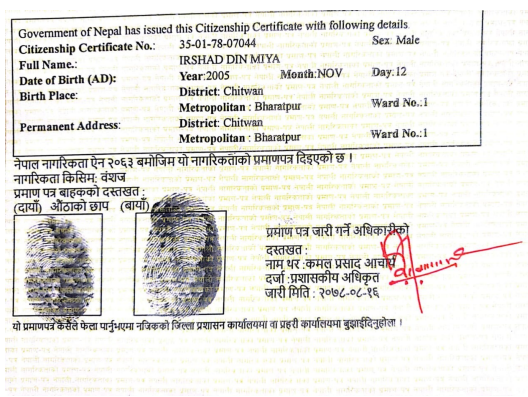 Government of Nepal has issued this Citizenship Certificate with following details.
Citizenship Certificate No.: 35-01-78-07044 Sex: Male
Full Name.: IRSHAD DIN MIYA
Date of Birth (AD): Year:2005 Month:NOV Day:12
Birth Place: District: Chitwan
Metropolitan : Bharatpur Ward No.:1
Permanent Address: District: Chitwan
Metropolitan : Bharatpur Ward No.:1
नेपाल नागरिकता ऐन २०६३ बमोजिम यो नागरिकताको प्रमाणपत्र दिइएको छ ।
नागरिकता किसिम: वंशज
प्रमाण पत्र बाहकको दस्तखत :
(दायाँ) औंठाको छाप (बायाँ)
प्रमाण पत्र जारी गर्ने अधिकारीको
दस्तखत :
नाम थर :कमल प्रसाद आचार्य
दर्जा :प्रशासकीय अधिकृत
जारी मिति : २०७८-०८-१६
यो प्रमाणपत्र कसैले फेला पार्नुभएमा नजिकको जिल्ला प्रशासन कार्यालयमा वा प्रहरी कार्यालयमा बुझाईदिनुहोला ।